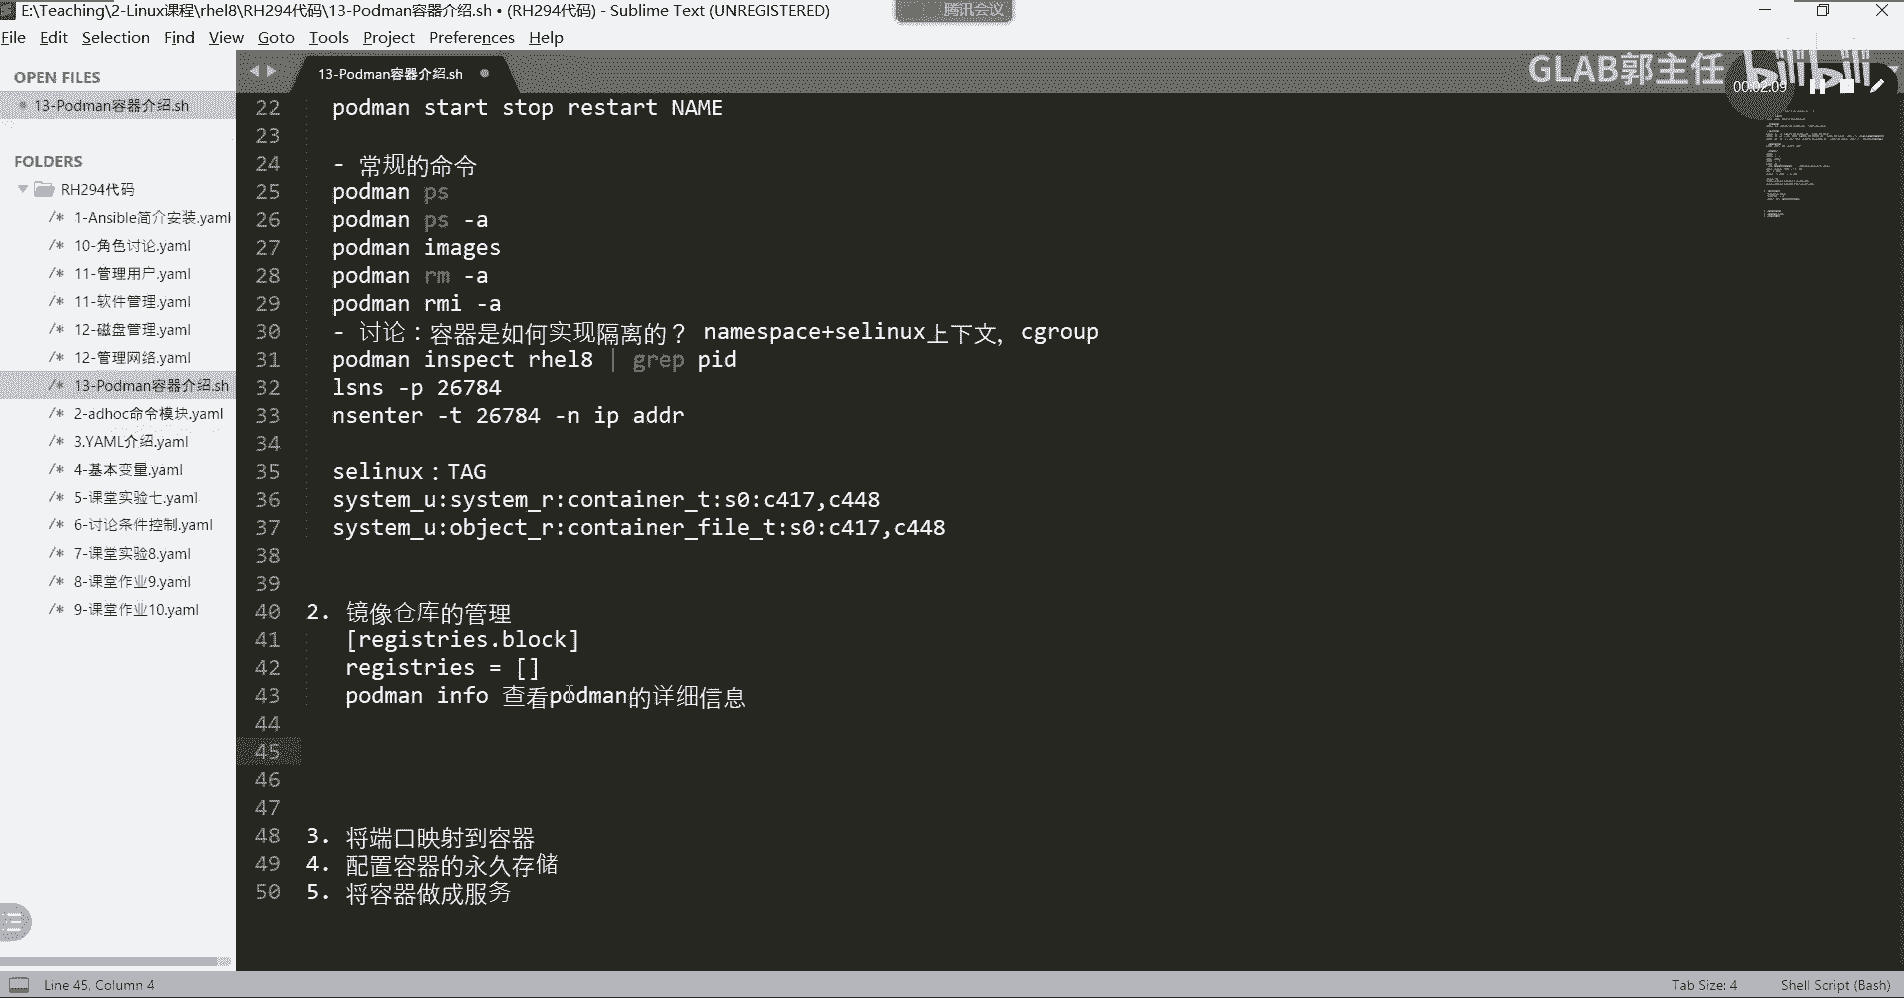 E:\Teaching\2-Linux课程\rhel8\RH294代码\13-Podman容器介绍.sh • (RH294代码) - Sublime Text (UNREGISTERED)
腾讯会议
File Edit Selection Find View Goto Tools Project Preferences Help
OPEN FILES
13-Podman容器介绍.sh
FOLDERS
RH294代码
/* 1-Ansible简介安装.yaml
/* 10-角色讨论.yaml
/* 11-管理用户.yaml
/* 11-软件管理.yaml
/* 12-磁盘管理.yaml
/* 12-管理网络.yaml
/* 13-Podman容器介绍.sh
/* 2-adhoc命令模块.yaml
/* 3.YAML介绍.yaml
/* 4-基本变量.yaml
/* 5-课堂实验七.yaml
/* 6-讨论条件控制.yaml
/* 7-课堂实验8.yaml
/* 8-课堂作业9.yaml
/* 9-课堂作业10.yaml
13-Podman容器介绍.sh
GLAB郭主任 bilibili
00:02:09
22 podman start stop restart NAME
23
24 - 常规的命令
25 podman ps
26 podman ps -a
27 podman images
28 podman rm -a
29 podman rmi -a
30 - 讨论：容器是如何实现隔离的？ namespace+selinux上下文，cgroup
31 podman inspect rhel8 | grep pid
32 lsns -p 26784
33 nsenter -t 26784 -n ip addr
34
35 selinux：TAG
36 system_u:system_r:container_t:s0:c417,c448
37 system_u:object_r:container_file_t:s0:c417,c448
38
39
40 2. 镜像仓库的管理
41 [registries.block]
42 registries = []
43 podman info 查看podman的详细信息
44
45
46
47
48 3. 将端口映射到容器
49 4. 配置容器的永久存储
50 5. 将容器做成服务
Line 45, Column 4
Tab Size: 4
Shell Script (Bash)